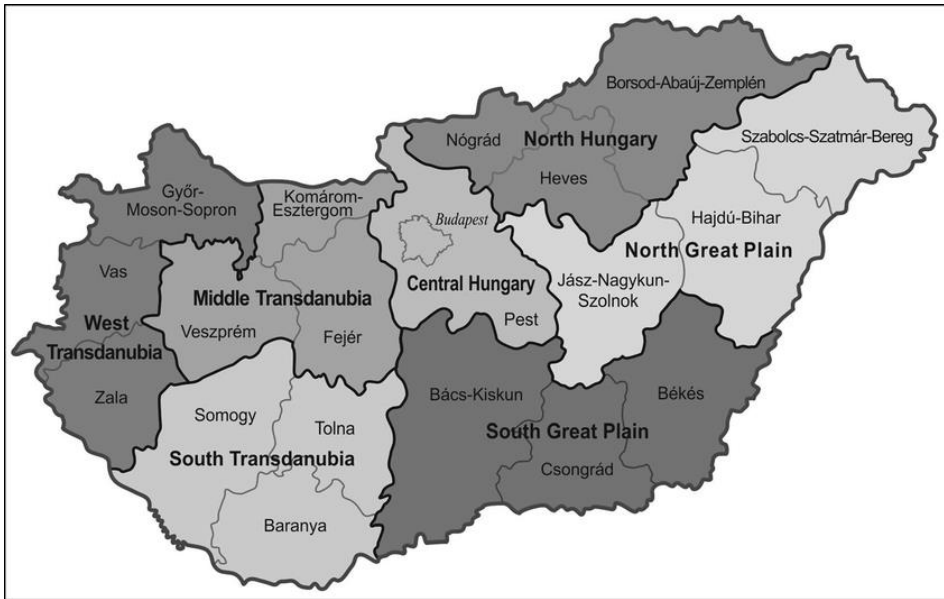 Borsod-Abaúj-Zemplén
Nógrád
North Hungary
Szabolcs-Szatmár-Bereg
Heves
Győr-
Moson-Sopron
Komárom-
Esztergom
Budapest
Hajdú-Bihar
North Great Plain
Vas
Middle Transdanubia
Central Hungary
Jász-Nagykun-
Szolnok
West
Transdanubia
Veszprém
Fejér
Pest
Zala
Bács-Kiskun
Békés
Somogy
Tolna
South Great Plain
South Transdanubia
Csongrád
Baranya